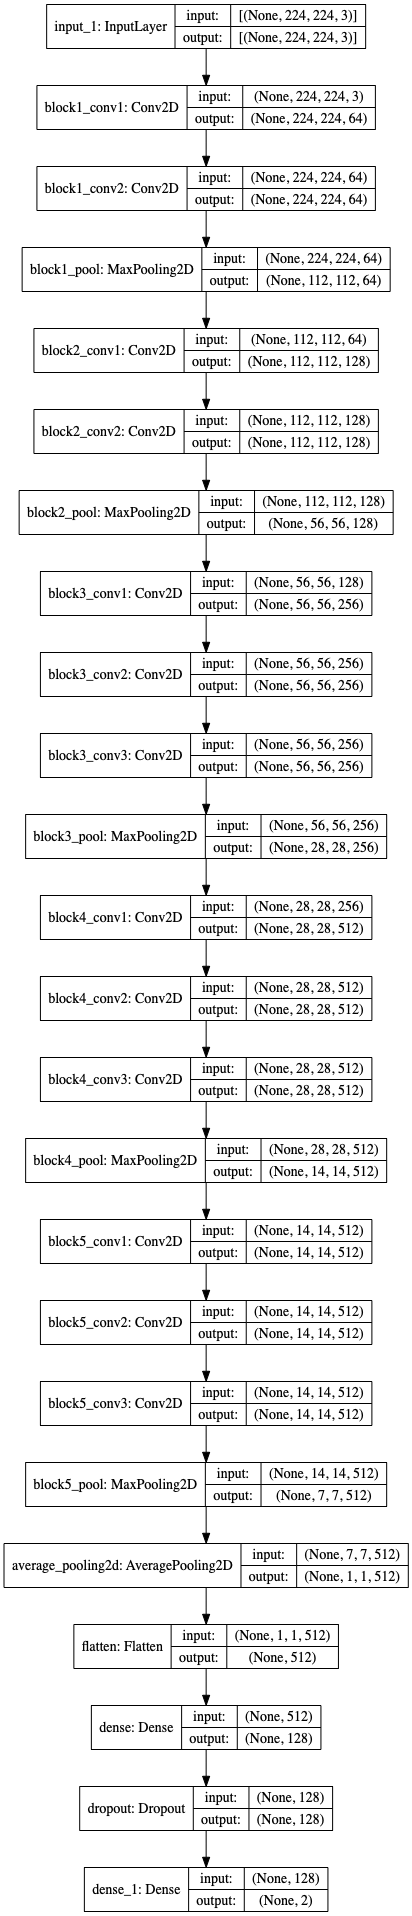 input_1: InputLayer
input: [(None, 224, 224, 3)]
output: [(None, 224, 224, 3)]
block1_conv1: Conv2D
input: (None, 224, 224, 3)
output: (None, 224, 224, 64)
block1_conv2: Conv2D
input: (None, 224, 224, 64)
output: (None, 224, 224, 64)
block1_pool: MaxPooling2D
input: (None, 224, 224, 64)
output: (None, 112, 112, 64)
block2_conv1: Conv2D
input: (None, 112, 112, 64)
output: (None, 112, 112, 128)
block2_conv2: Conv2D
input: (None, 112, 112, 128)
output: (None, 112, 112, 128)
block2_pool: MaxPooling2D
input: (None, 112, 112, 128)
output: (None, 56, 56, 128)
block3_conv1: Conv2D
input: (None, 56, 56, 128)
output: (None, 56, 56, 256)
block3_conv2: Conv2D
input: (None, 56, 56, 256)
output: (None, 56, 56, 256)
block3_conv3: Conv2D
input: (None, 56, 56, 256)
output: (None, 56, 56, 256)
block3_pool: MaxPooling2D
input: (None, 56, 56, 256)
output: (None, 28, 28, 256)
block4_conv1: Conv2D
input: (None, 28, 28, 256)
output: (None, 28, 28, 512)
block4_conv2: Conv2D
input: (None, 28, 28, 512)
output: (None, 28, 28, 512)
block4_conv3: Conv2D
input: (None, 28, 28, 512)
output: (None, 28, 28, 512)
block4_pool: MaxPooling2D
input: (None, 28, 28, 512)
output: (None, 14, 14, 512)
block5_conv1: Conv2D
input: (None, 14, 14, 512)
output: (None, 14, 14, 512)
block5_conv2: Conv2D
input: (None, 14, 14, 512)
output: (None, 14, 14, 512)
block5_conv3: Conv2D
input: (None, 14, 14, 512)
output: (None, 14, 14, 512)
block5_pool: MaxPooling2D
input: (None, 14, 14, 512)
output: (None, 7, 7, 512)
average_pooling2d: AveragePooling2D
input: (None, 7, 7, 512)
output: (None, 1, 1, 512)
flatten: Flatten
input: (None, 1, 1, 512)
output: (None, 512)
dense: Dense
input: (None, 512)
output: (None, 128)
dropout: Dropout
input: (None, 128)
output: (None, 128)
dense_1: Dense
input: (None, 128)
output: (None, 2)